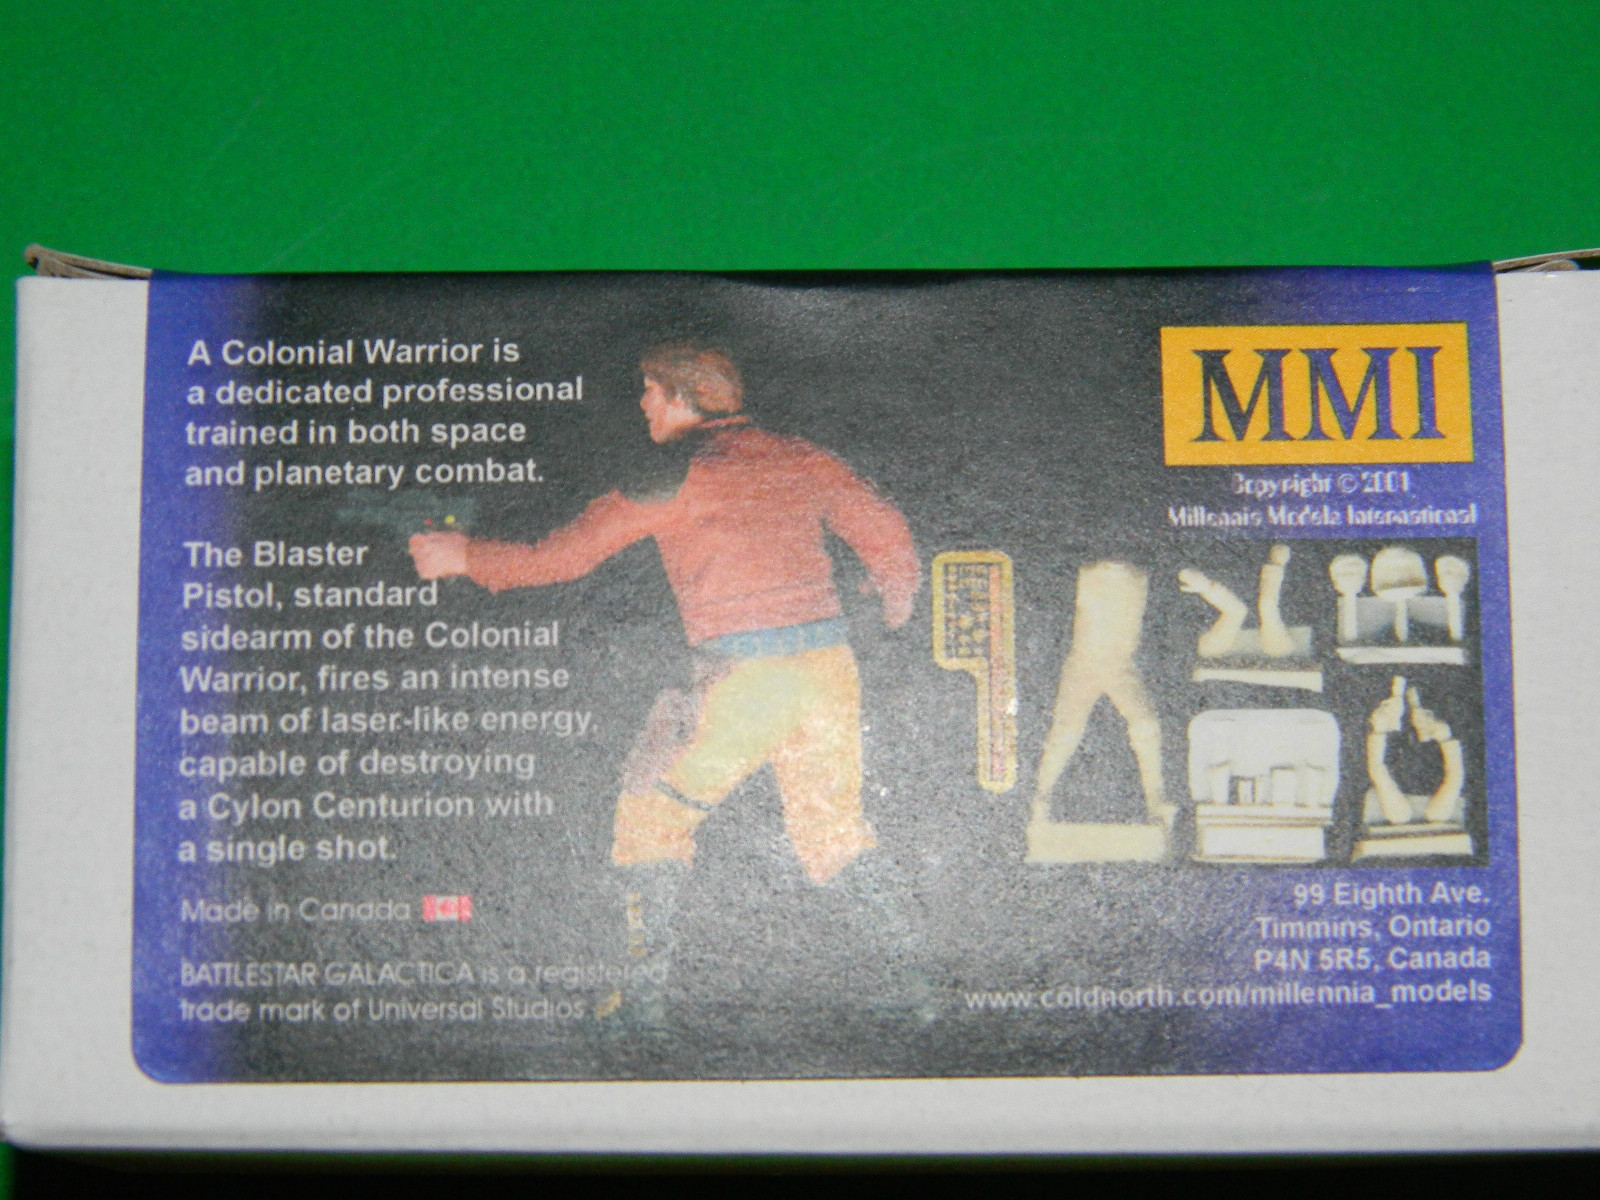 A Colonial Warrior is
a dedicated professional
trained in both space
and planetary combat.
The Blaster
Pistol, standard
sidearm of the Colonial
Warrior, fires an intense
beam of laser-like energy,
capable of destroying
a Cylon Centurion with
a single shot.
Made in Canada
BATTLESTAR GALACTICA is a registered
trade mark of Universal Studios
MMI
Copyright © 2001
Millennia Models International
99 Eighth Ave.
Timmins, Ontario
P4N 5R5, Canada
www.coldnorth.com/millennia_models